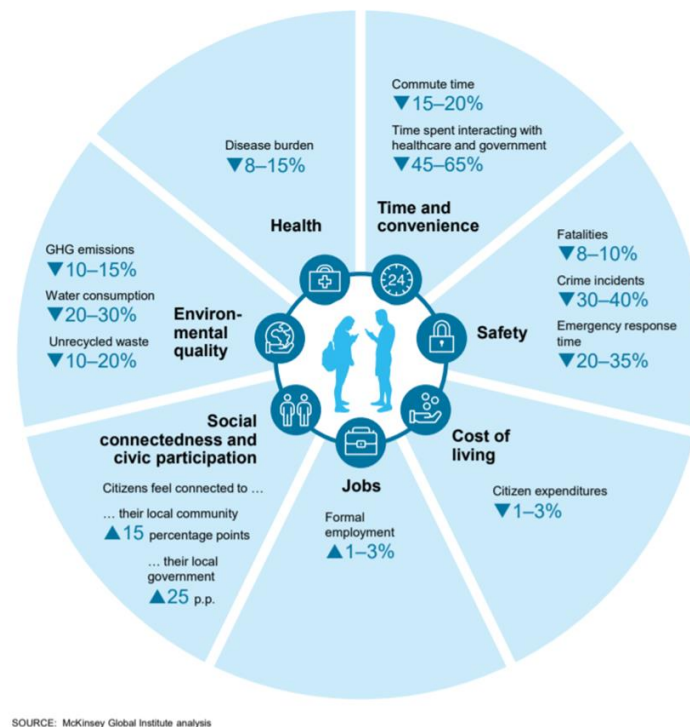 Commute time
▼15–20%
Time spent interacting with
healthcare and government
▼45–65%
Time and
convenience
24
Fatalities
▼8–10%
Crime incidents
▼30–40%
Emergency response
time
▼20–35%
Safety
Cost of
living
Citizen expenditures
▼1–3%
Jobs
Formal
employment
▲1–3%
Social
connectedness and
civic participation
Citizens feel connected to …
… their local community
▲15 percentage points
… their local
government
▲25 p.p.
Environ-
mental
quality
GHG emissions
▼10–15%
Water consumption
▼20–30%
Unrecycled waste
▼10–20%
Disease burden
▼8–15%
Health
SOURCE: McKinsey Global Institute analysis